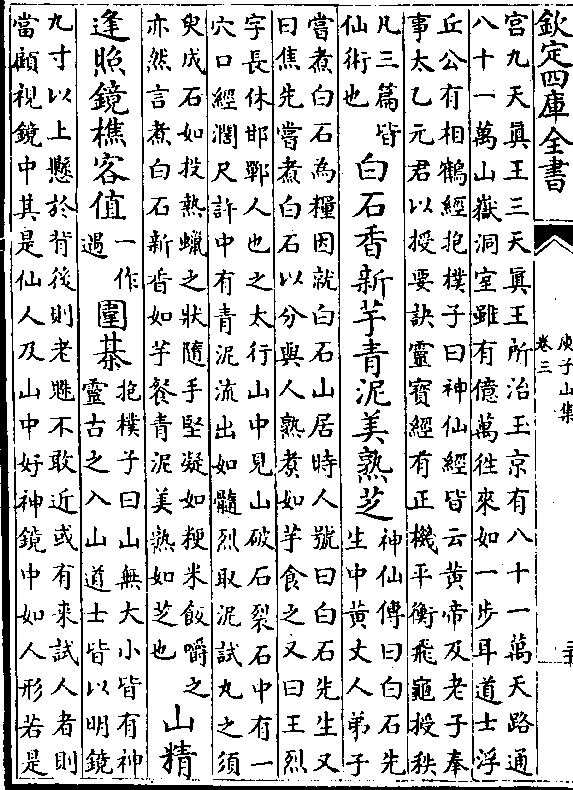 欽定四庫全書
庾子山集
卷三
宮九天真王三天真王所治玉京有八十一萬天路通
八十一萬山嶽洞室雖有億萬徃來如一步耳道士浮
丘公有相鶴經抱樸子曰神仙經皆云黃帝及老子奉
事太乙元君以授要訣靈寶經有正機平衡飛龜授秩
凡三篇皆
仙術也
白石香新芋青泥美熟芝
神仙傳曰白石先
生中黃丈人弟子
嘗煮白石為糧因就白石山居時人號曰白石先生又
曰焦先嘗煮白石以分與人熟煮如芋食之又曰王烈
字長休邯鄲人也之太行山中見山破石裂石中有一
穴口經濶尺許中有青泥流出如髓烈取泥試丸之須
臾成石如投熱蠟之狀隨手堅凝如粳米飯嚼之
亦然言煮白石新香如芋餐青泥美熟如芝也
山精
逢照鏡樵客值
一作
遇
圍棊
抱樸子曰山無大小皆有神
靈古之入山道士皆以明鏡
九寸以上懸於背後則老魅不敢近或有來試人者則
當顧視鏡中其是仙人及山中好神鏡中如人形若是